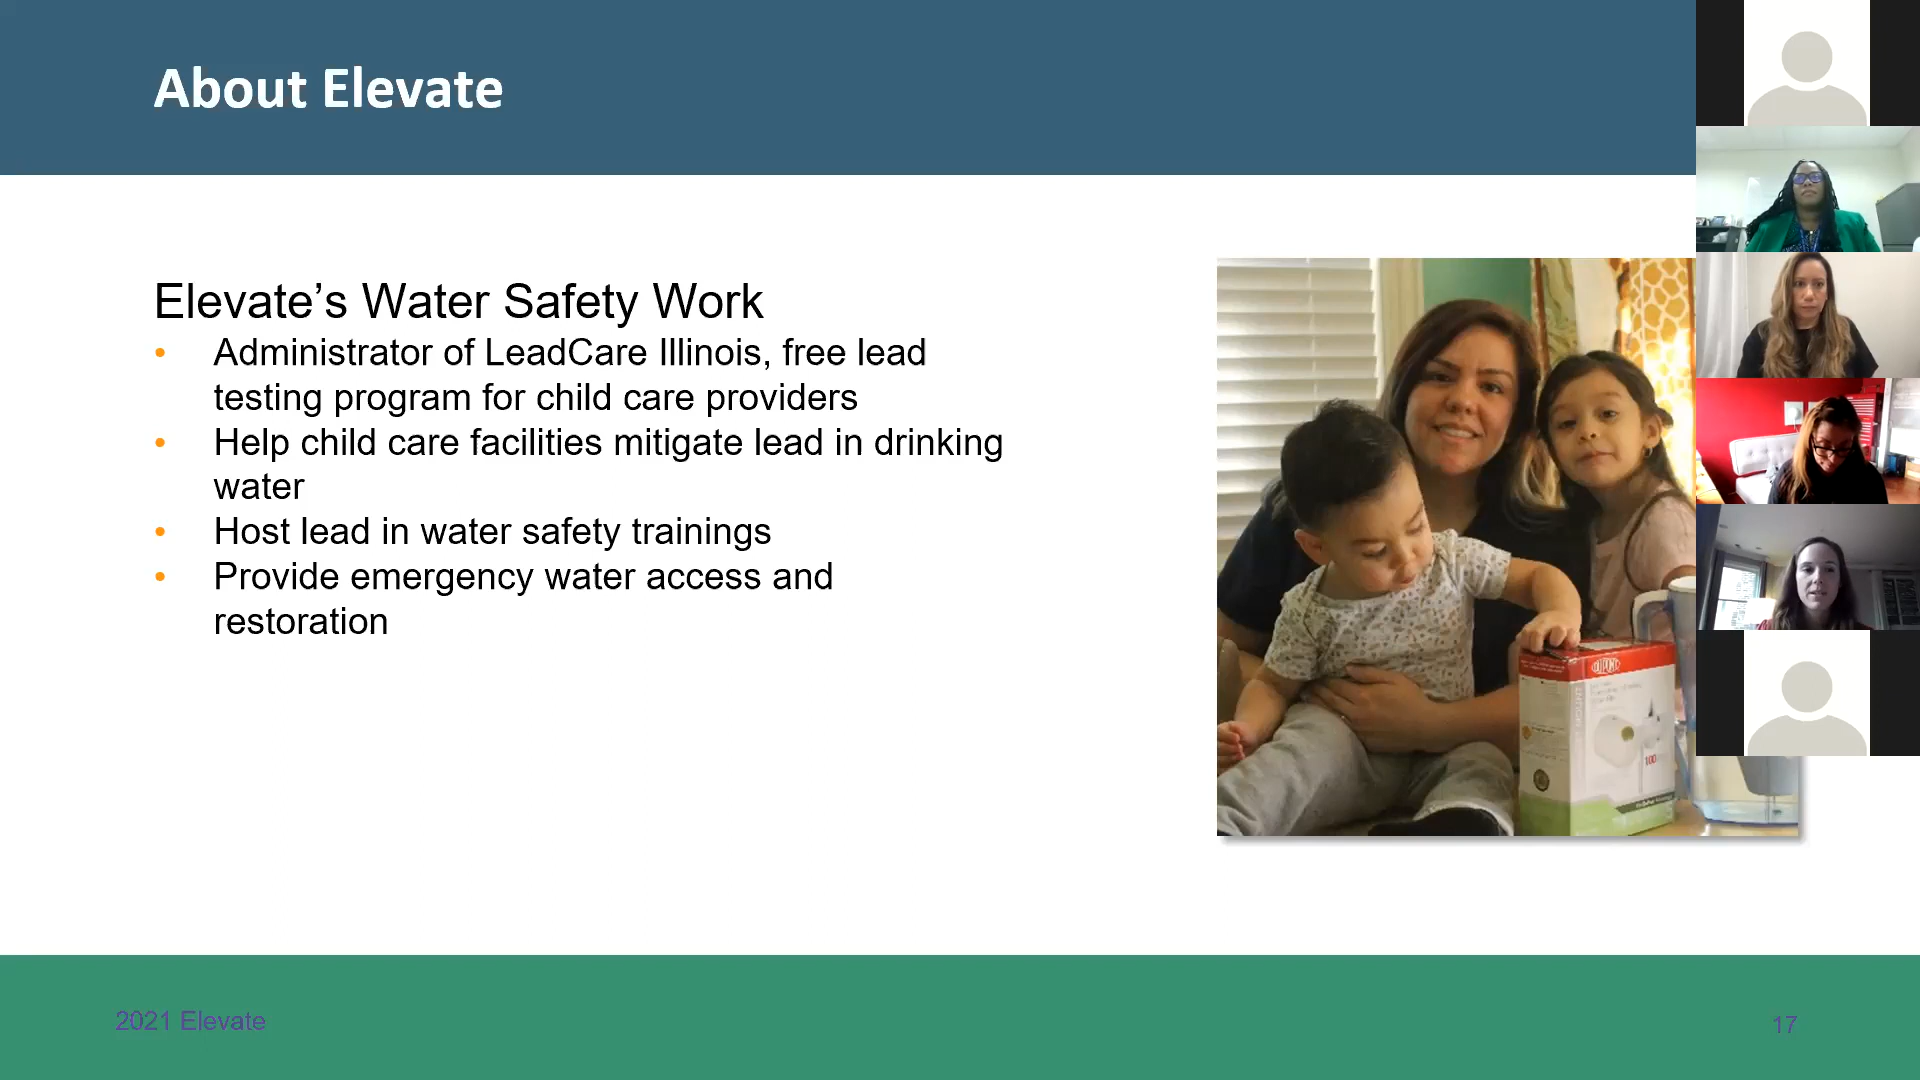 About Elevate
Elevate’s Water Safety Work
• Administrator of LeadCare Illinois, free lead
testing program for child care providers
• Help child care facilities mitigate lead in drinking
water
• Host lead in water safety trainings
• Provide emergency water access and
restoration
DUPONT
100
2021 Elevate
17